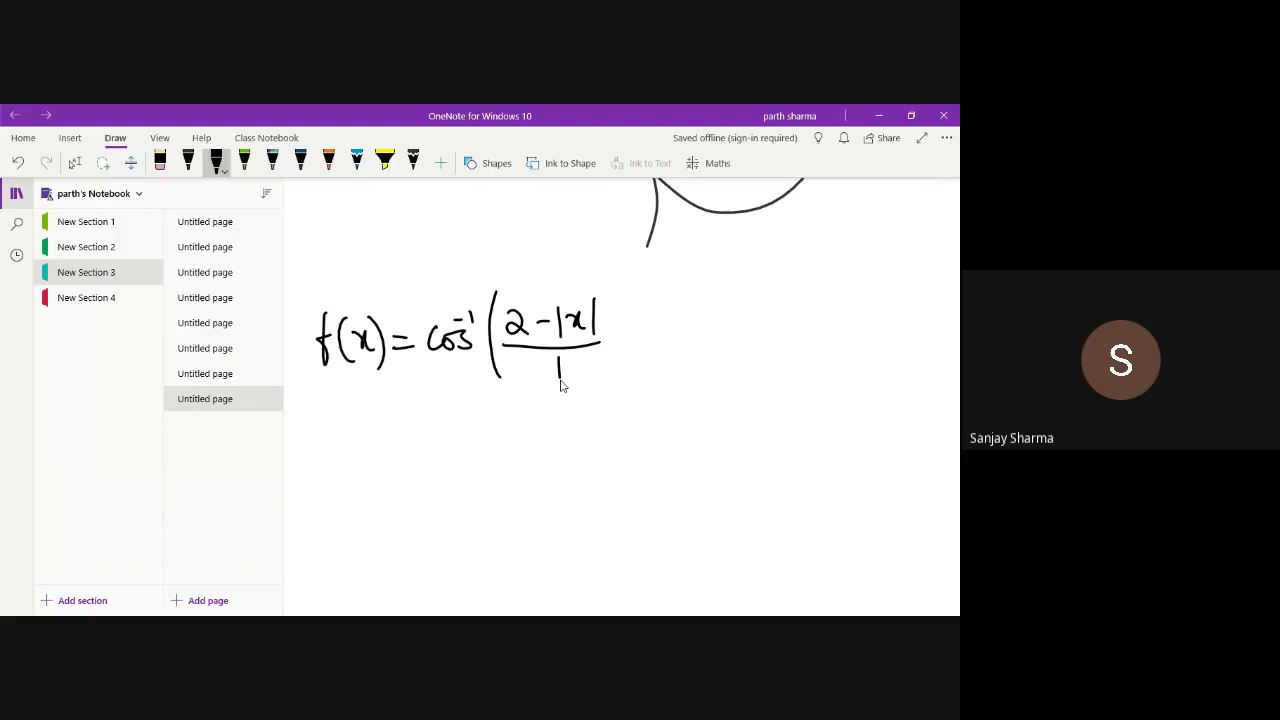 OneNote for Windows 10
parth sharma
Home Insert Draw View Help Class Notebook
Saved offline (sign-in required)
Share
Shapes
Ink to Shape
Ink to Text
Maths
parth's Notebook
New Section 1
New Section 2
New Section 3
New Section 4
Untitled page
Untitled page
Untitled page
Untitled page
Untitled page
Untitled page
Untitled page
Untitled page
f(x) = cos⁻¹ (2 - |x| / 1
Add section
Add page
S
Sanjay Sharma